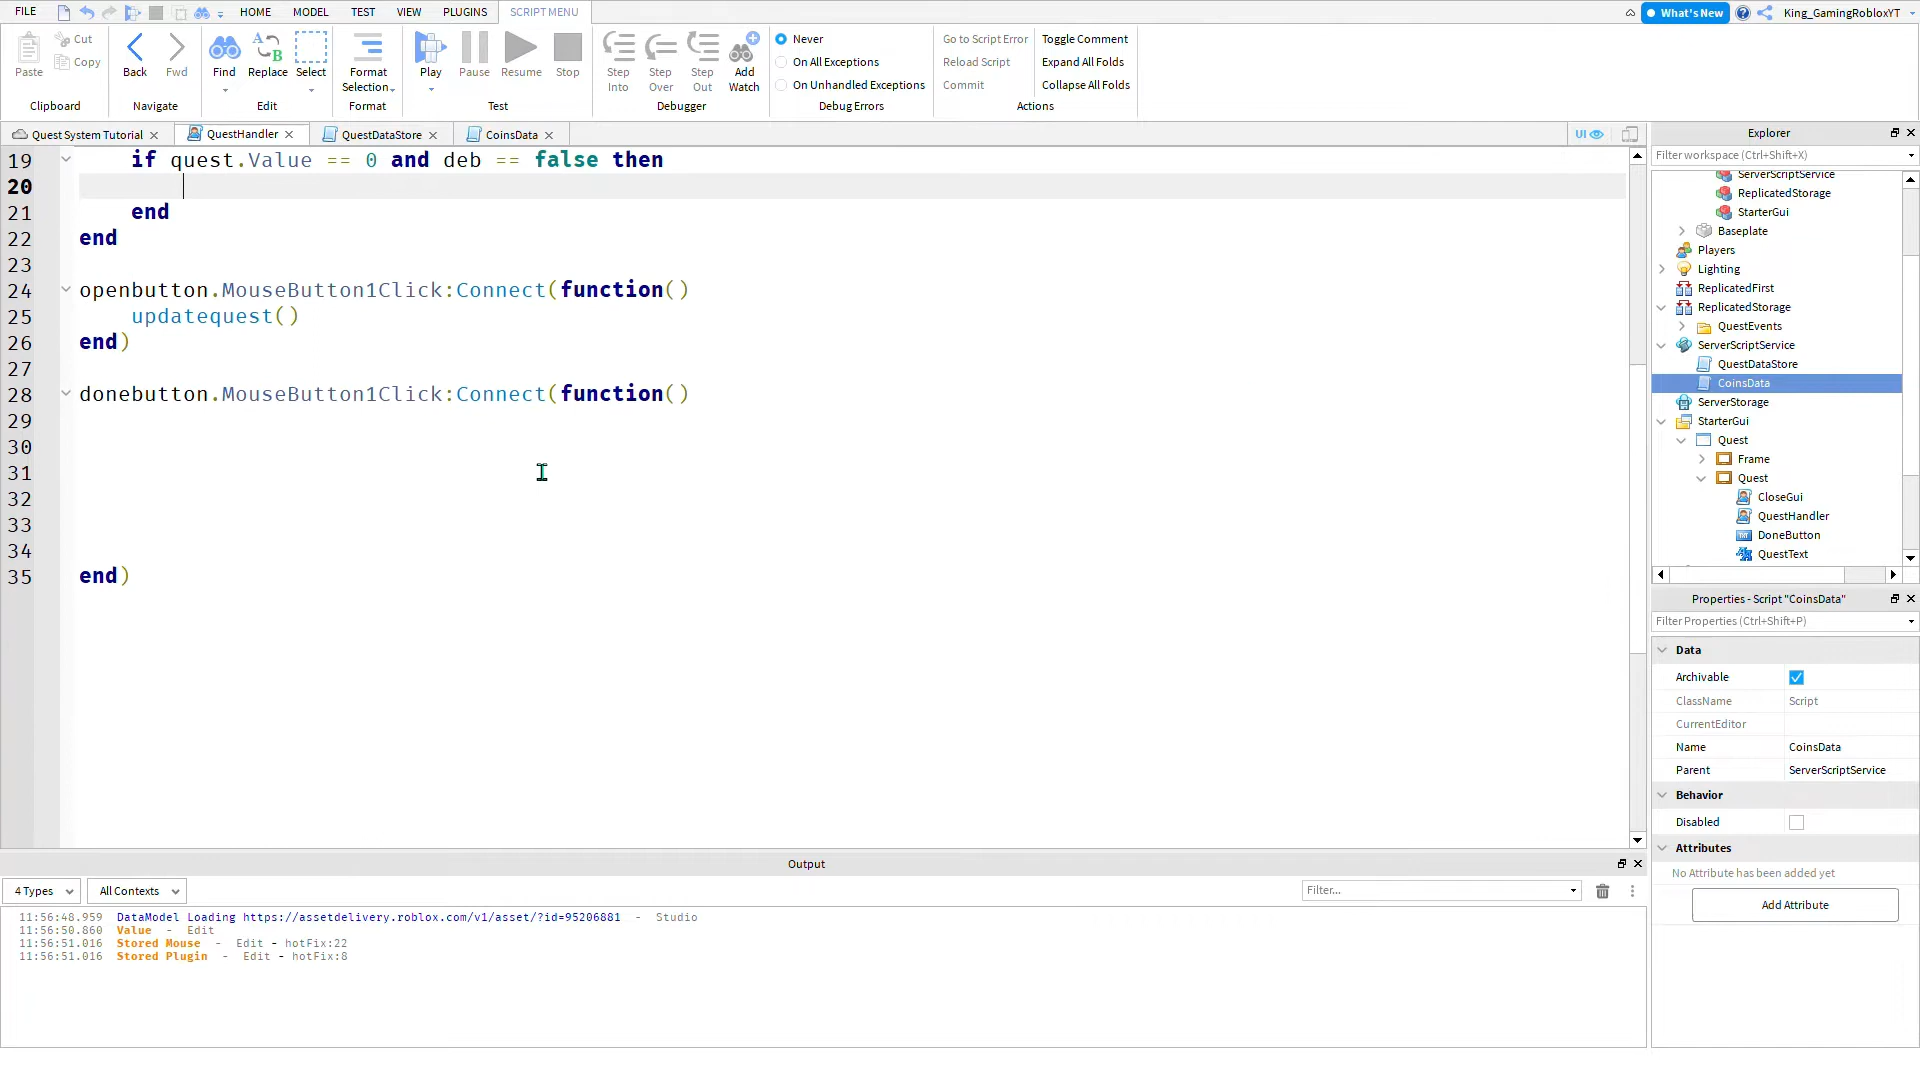 FILE HOME MODEL TEST VIEW PLUGINS SCRIPT MENU What's New King_GamingRobloxYT
Paste Cut Copy Clipboard
Back Fwd Navigate
Find Replace Select Edit
Format Selection Format
Play Pause Resume Stop Test
Step Into Step Over Step Out Add Watch Debugger
Never
On All Exceptions
On Unhandled Exceptions
Debug Errors
Go to Script Error Toggle Comment
Reload Script Expand All Folds
Commit Collapse All Folds
Actions
Quest System Tutorial QuestHandler QuestDataStore CoinsData UI
19 if quest.Value == 0 and deb == false then
20
21 end
22 end
23
24 openbutton.MouseButton1Click:Connect(function()
25 updatequest()
26 end)
27
28 donebutton.MouseButton1Click:Connect(function()
29
30
31
32
33
34
35 end)
Output
4 Types All Contexts Filter...
11:56:48.959 DataModel Loading https://assetdelivery.roblox.com/v1/asset/?id=95206881 - Studio
11:56:50.860 Value - Edit
11:56:51.016 Stored Mouse - Edit - hotFix:22
11:56:51.016 Stored Plugin - Edit - hotFix:8
Explorer
Filter workspace (Ctrl+Shift+X)
ServerScriptService
ReplicatedStorage
StarterGui
Baseplate
Players
Lighting
ReplicatedFirst
ReplicatedStorage
QuestEvents
ServerScriptService
QuestDataStore
CoinsData
ServerStorage
StarterGui
Quest
Frame
Quest
CloseGui
QuestHandler
DoneButton
QuestText
Properties - Script "CoinsData"
Filter Properties (Ctrl+Shift+P)
Data
Archivable
ClassName Script
CurrentEditor
Name CoinsData
Parent ServerScriptService
Behavior
Disabled
Attributes
No Attribute has been added yet
Add Attribute